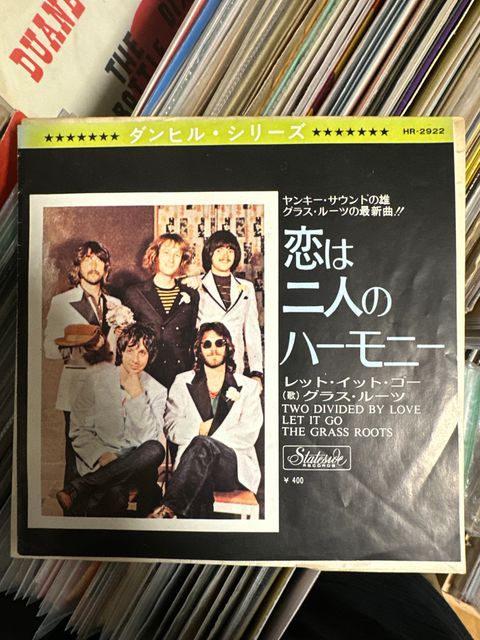 DUANE
THE
★★★★★★★ ダンヒル・シリーズ ★★★★★★★
HR-2922
ヤンキー・サウンドの雄
グラス・ルーツの最新曲!!
恋は
二人の
ハーモニー
レット・イット・ゴー
(歌) グラス・ルーツ
TWO DIVIDED BY LOVE
LET IT GO
THE GRASS ROOTS
Stateside
RECORDS
¥ 400